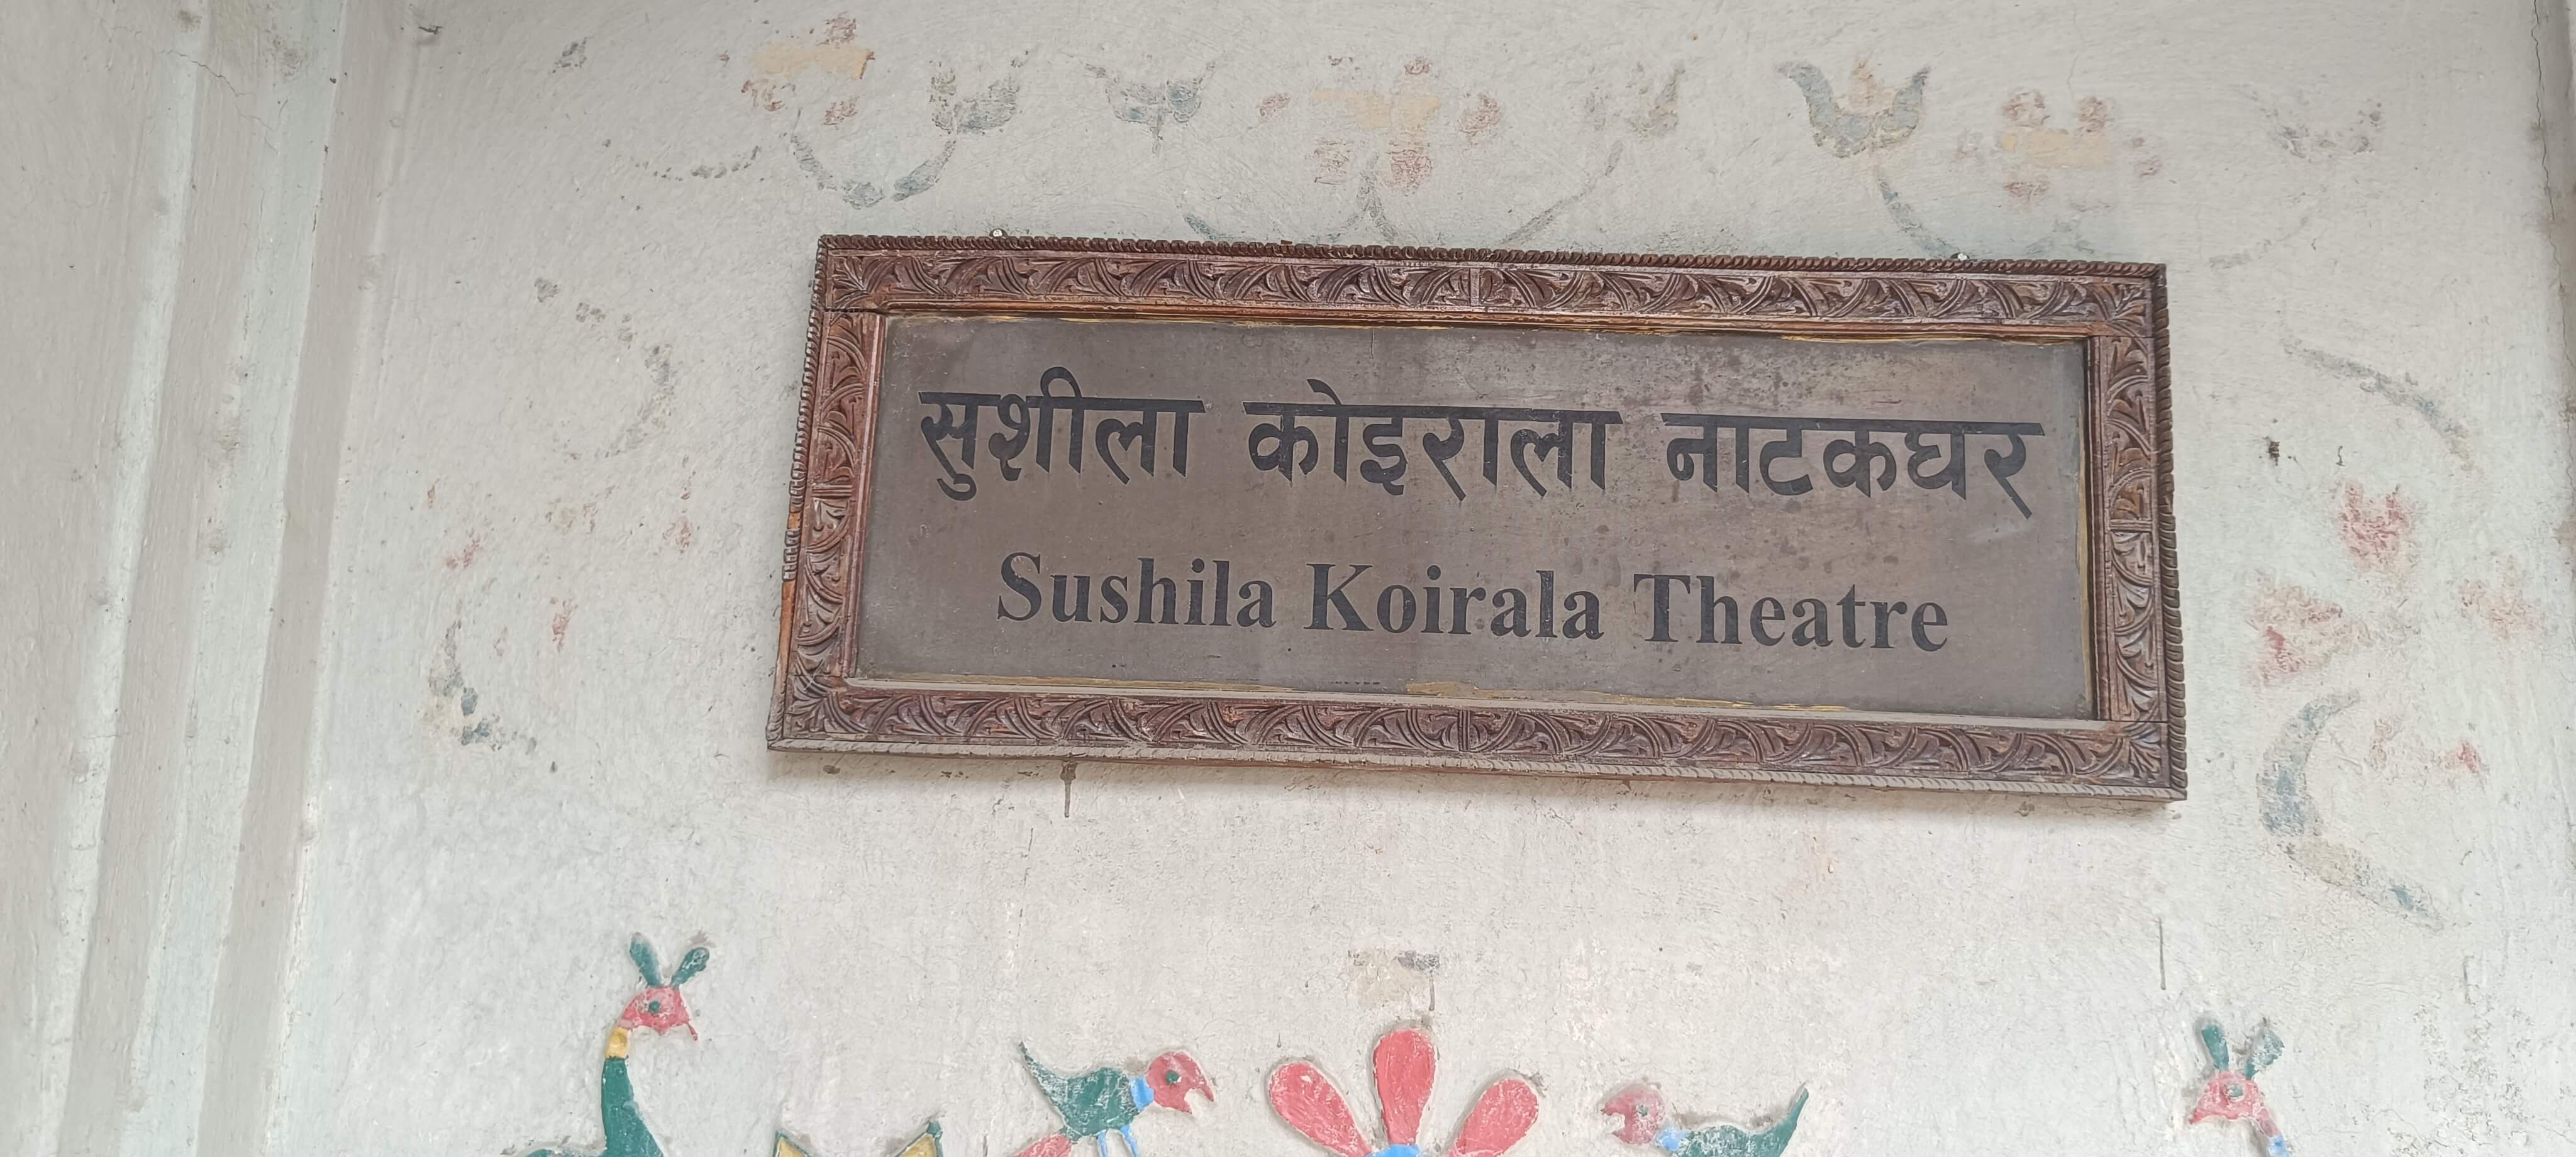 सुशीला कोइराला नाटकघर
Sushila Koirala Theatre